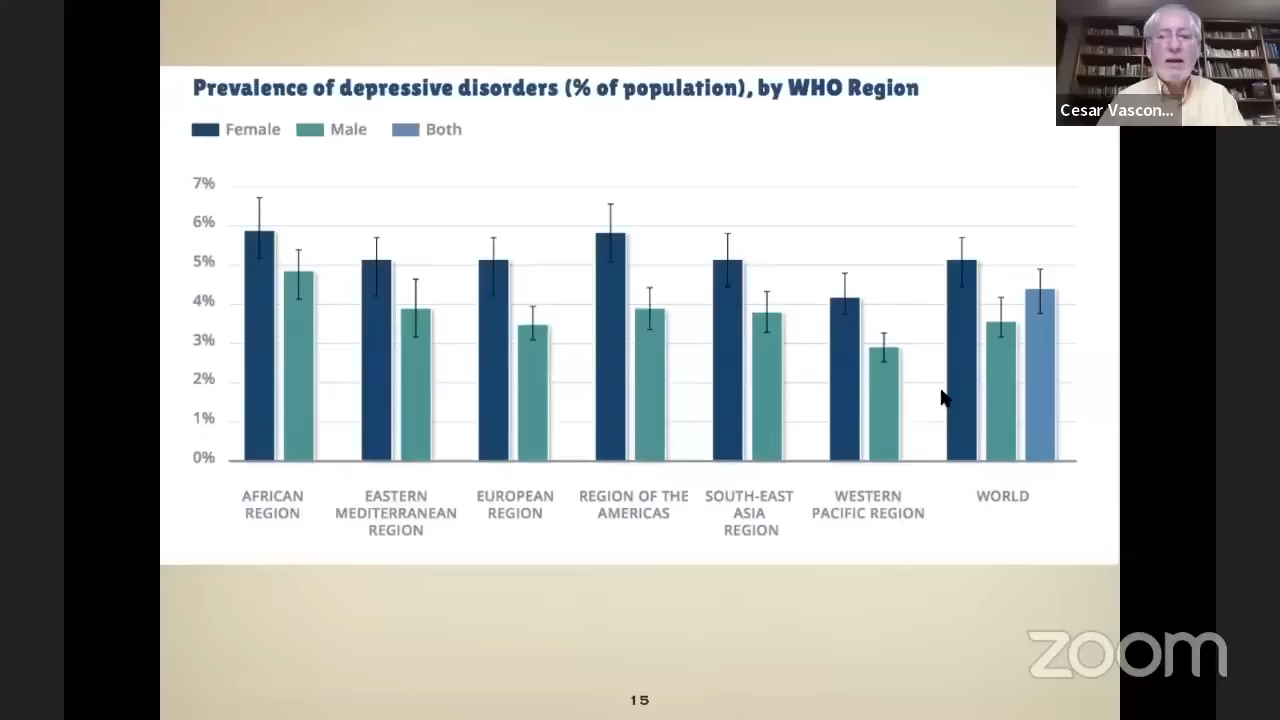 Prevalence of depressive disorders (% of population), by WHO Region
Female Male Both
7%
6%
5%
4%
3%
2%
1%
0%
AFRICAN
REGION
EASTERN
MEDITERRANEAN
REGION
EUROPEAN
REGION
REGION OF THE
AMERICAS
SOUTH-EAST
ASIA
REGION
WESTERN
PACIFIC REGION
WORLD
Cesar Vascon...
zoom
15